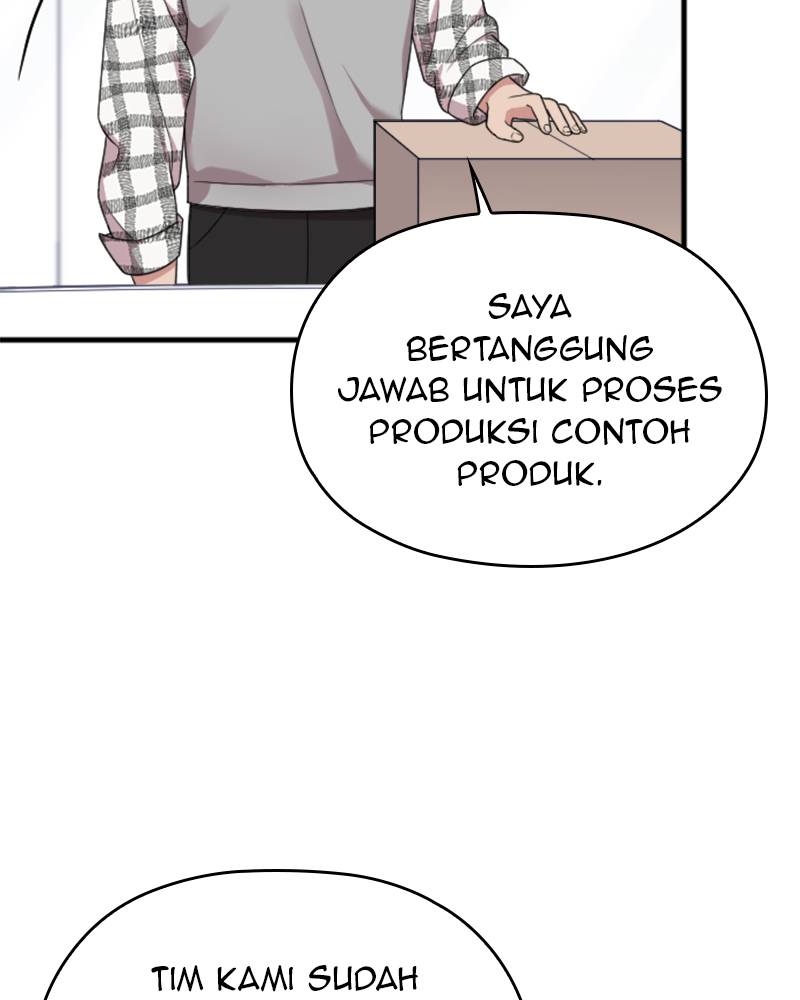 SAYA
BERTANGGUNG
JAWAB UNTUK PROSES
PRODUKSI CONTOH
PRODUK.
TIM KAMI SUDAH